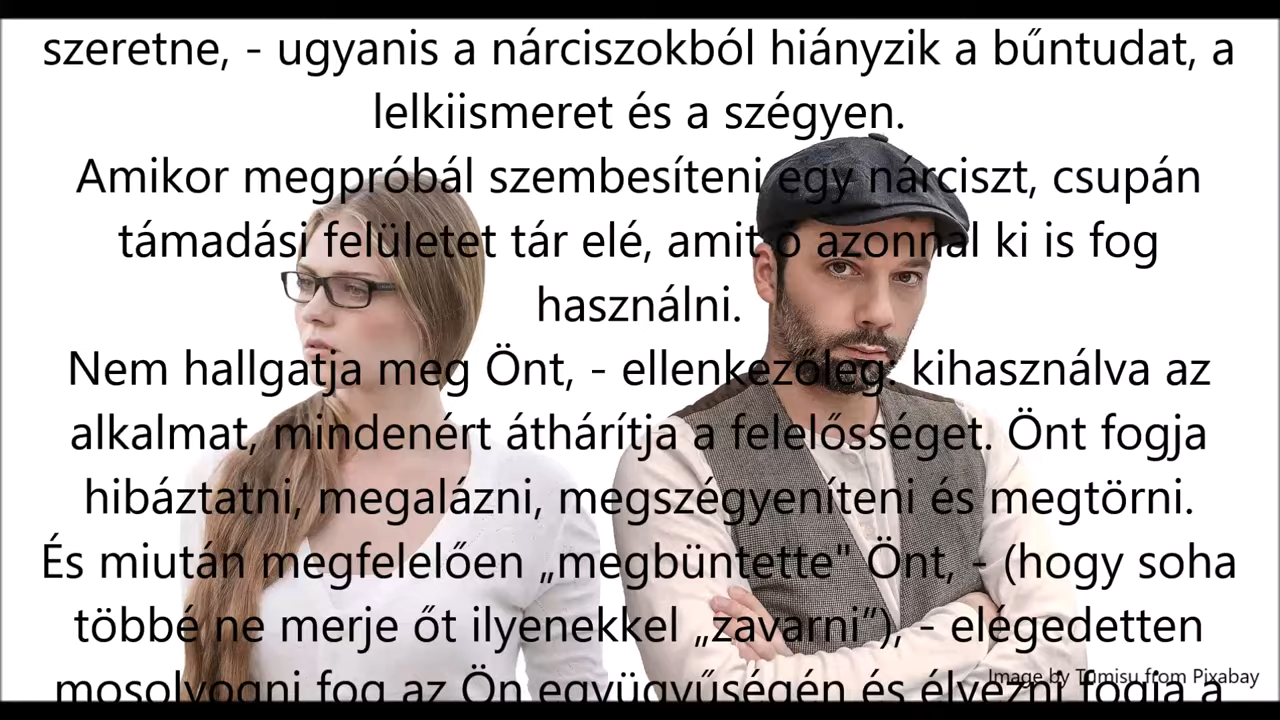 szeretne, - ugyanis a nárciszokból hiányzik a bűntudat, a
lelkiismeret és a szégyen.
Amikor megpróbál szembesíteni egy nárciszt, csupán
támadási felületet tár elé, amit ő azonnal ki is fog
használni.
Nem hallgatja meg Önt, - ellenkezőleg: kihasználva az
alkalmat, mindenért áthárítja a felelősséget. Önt fogja
hibáztatni, megalázni, megszégyeníteni és megtörni.
És miután megfelelően „megbüntette" Önt, - (hogy soha
többé ne merje őt ilyenekkel „zavarni”), - elégedetten
mosolyogni fog az Ön együgyűségén és élvezni fogja a
Image by Tumisu from Pixabay